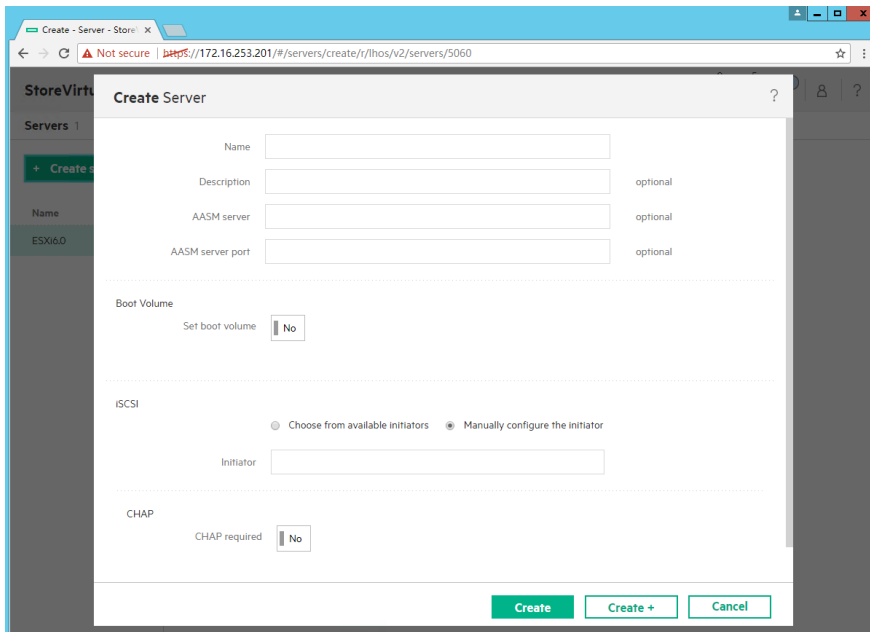 Create - Server - Store
Not secure | https://172.16.253.201/#/servers/create/r/lhos/v2/servers/5060
StoreVirtu
Create Server
?
?
Servers 1
Name
+ Create s
Description
optional
Name
AASM server
optional
ESXi6.0
AASM server port
optional
Boot Volume
Set boot volume
No
iSCSI
Choose from available initiators
Manually configure the initiator
Initiator
CHAP
CHAP required
No
Create
Create +
Cancel